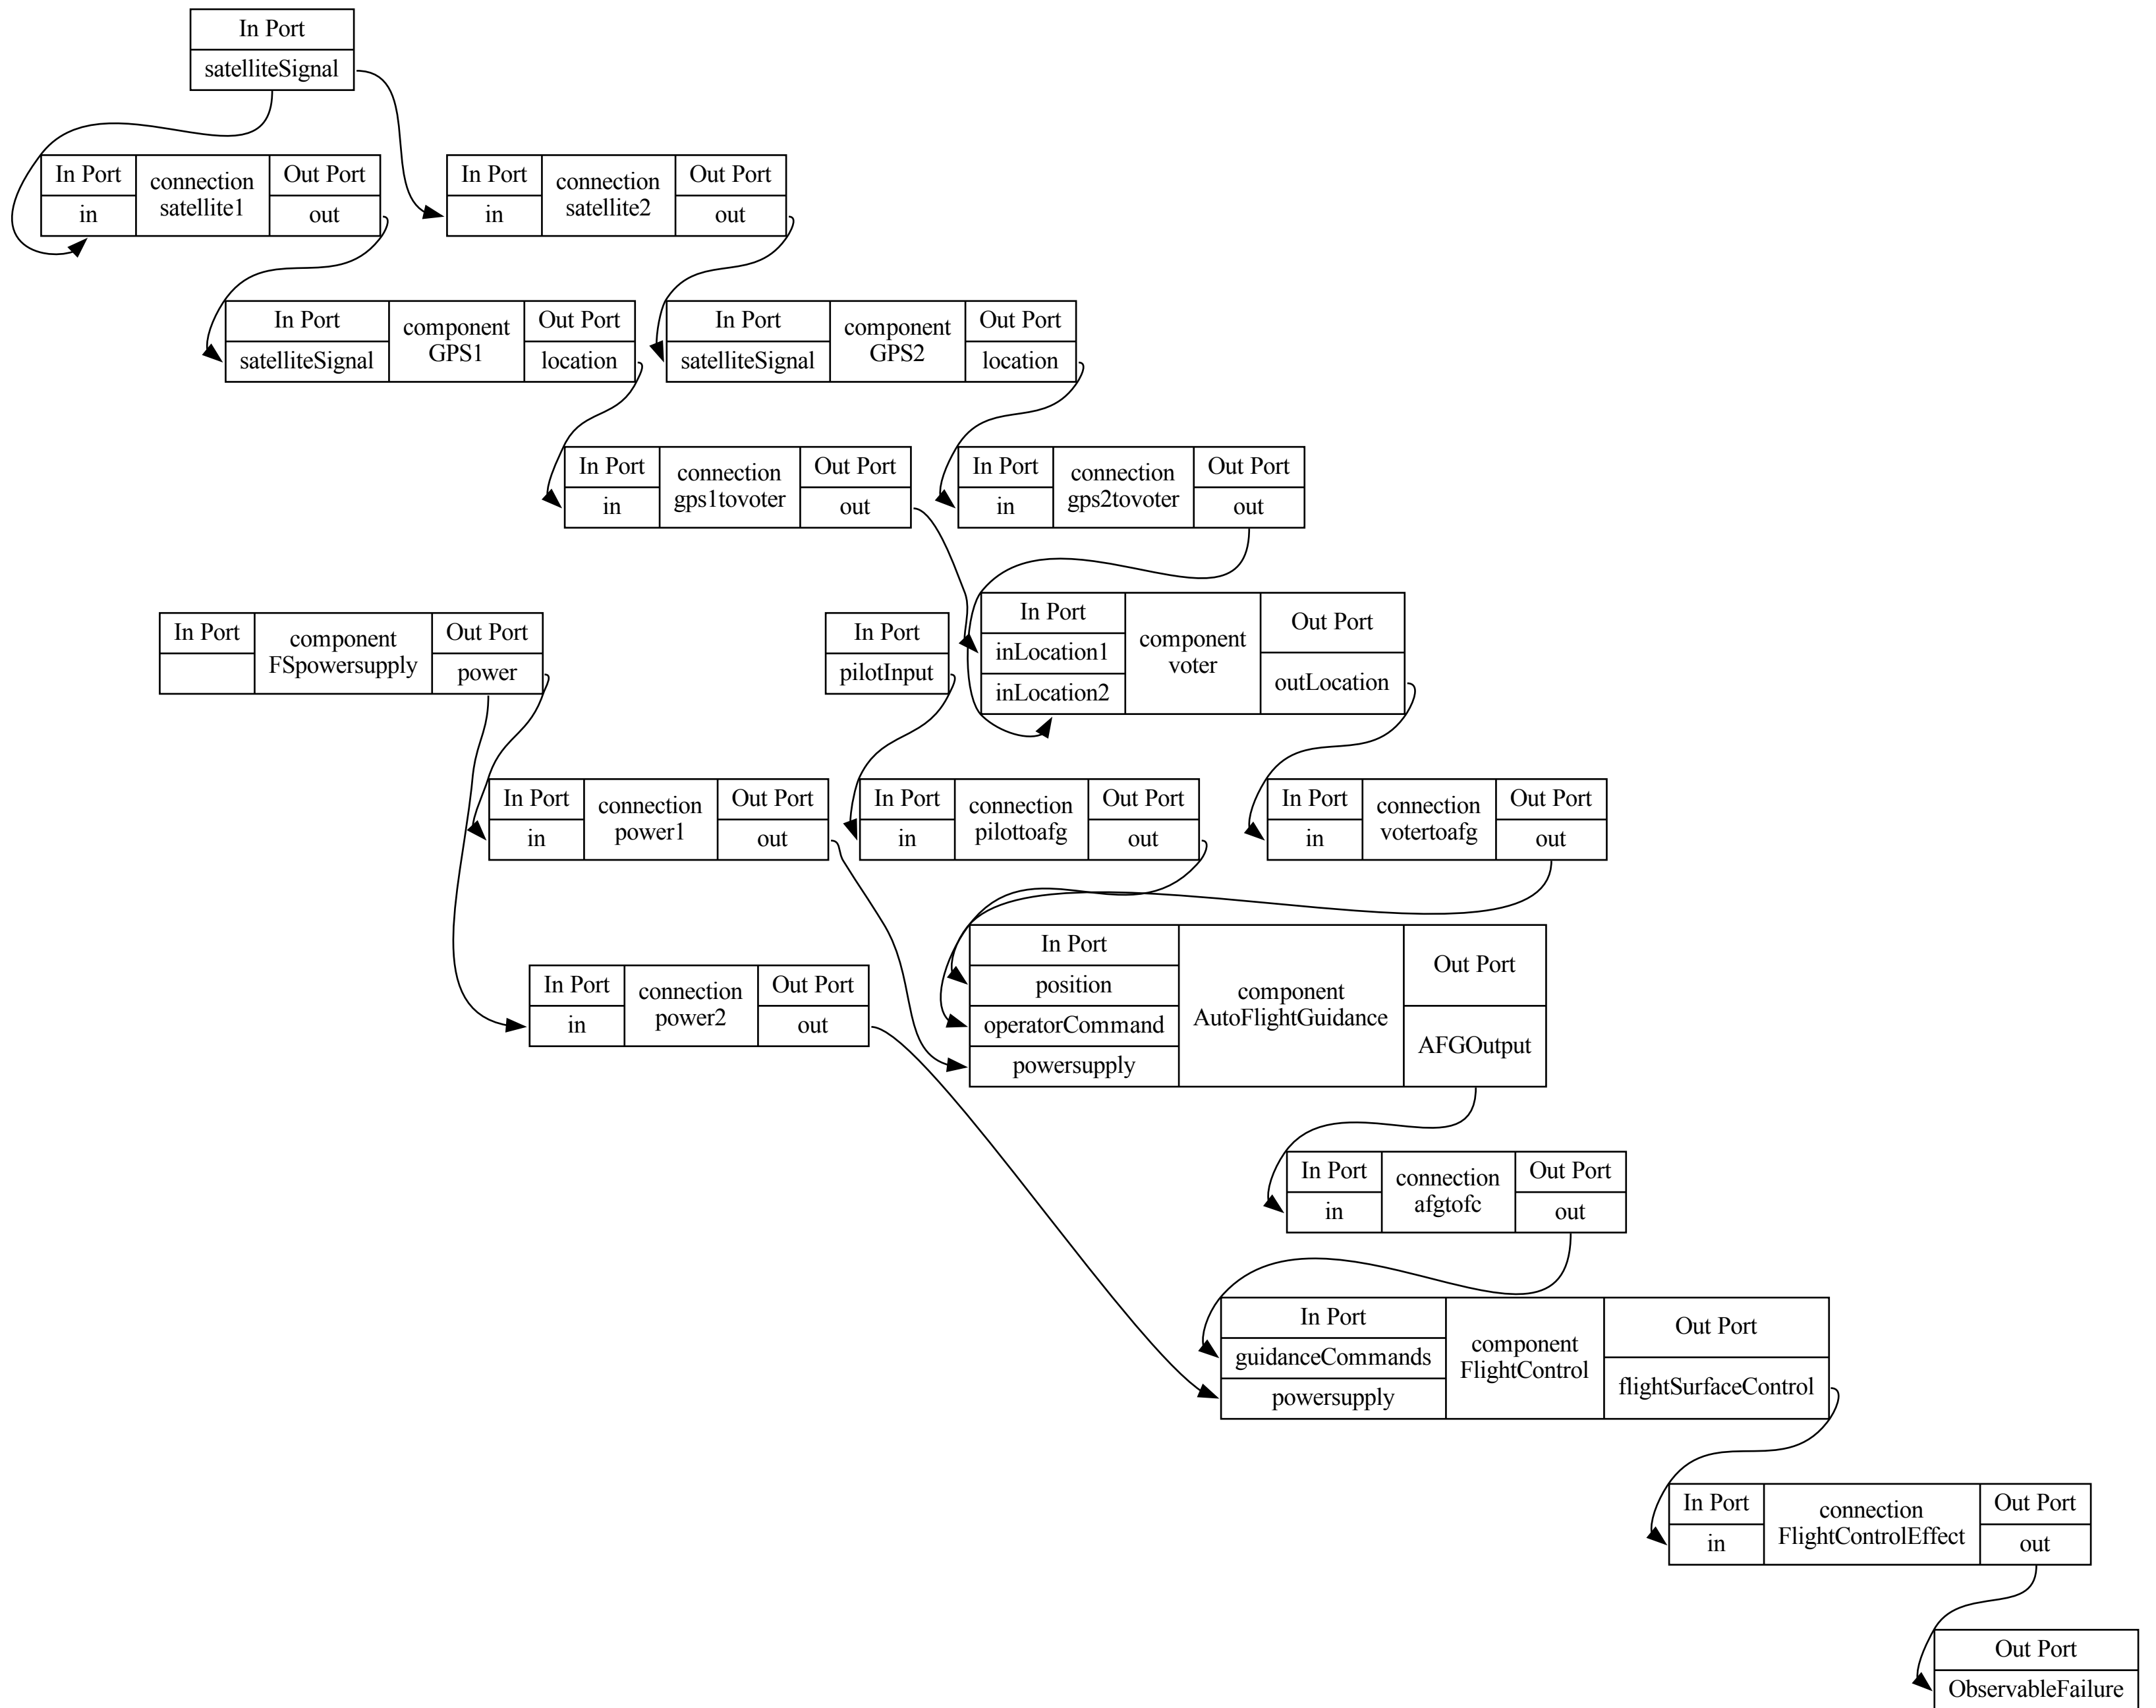 In Port
satelliteSignal
In Port
in
connection
satellite1
Out Port
out
In Port
in
connection
satellite2
Out Port
out
In Port
satelliteSignal
component
GPS1
Out Port
location
In Port
satelliteSignal
component
GPS2
Out Port
location
In Port
in
connection
gps1tovoter
Out Port
out
In Port
in
connection
gps2tovoter
Out Port
out
In Port
component
FSpowersupply
Out Port
power
In Port
pilotInput
In Port
inLocation1
inLocation2
component
voter
Out Port
outLocation
In Port
in
connection
power1
Out Port
out
In Port
in
connection
pilottoafg
Out Port
out
In Port
in
connection
votertoafg
Out Port
out
In Port
in
connection
power2
Out Port
out
In Port
position
operatorCommand
powersupply
component
AutoFlightGuidance
Out Port
AFGOutput
In Port
in
connection
afgtofc
Out Port
out
In Port
guidanceCommands
powersupply
component
FlightControl
Out Port
flightSurfaceControl
In Port
in
connection
FlightControlEffect
Out Port
out
Out Port
ObservableFailure